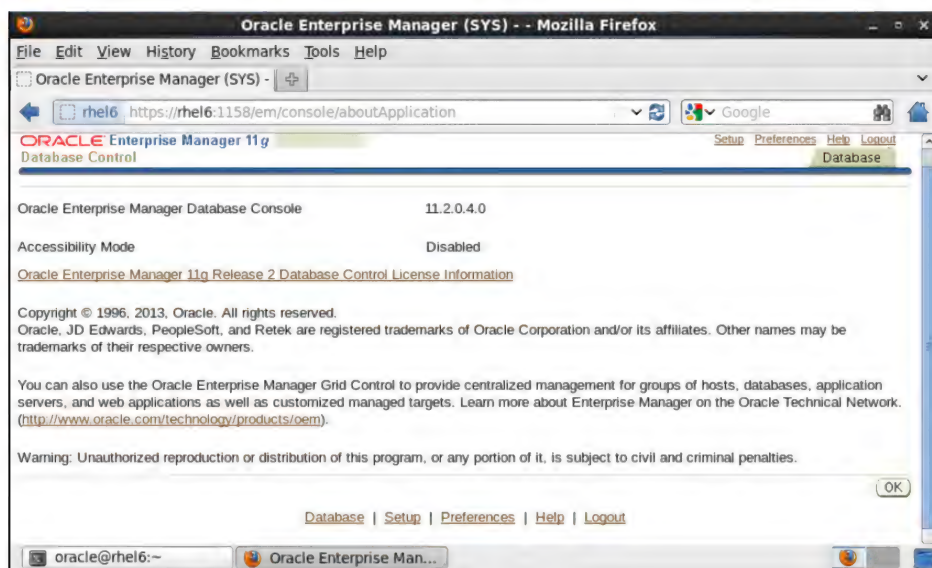 Oracle Enterprise Manager (SYS) - - Mozilla Firefox
File Edit View History Bookmarks Tools Help
Oracle Enterprise Manager (SYS) -
rhel6 https://rhel6:1158/em/console/aboutApplication
Google
ORACLE Enterprise Manager 11g
Setup Preferences Help Logout
Database Control
Database
Oracle Enterprise Manager Database Console 11.2.0.4.0
Accessibility Mode Disabled
Oracle Enterprise Manager 11g Release 2 Database Control License Information
Copyright © 1996, 2013, Oracle. All rights reserved.
Oracle, JD Edwards, PeopleSoft, and Retek are registered trademarks of Oracle Corporation and/or its affiliates. Other names may be
trademarks of their respective owners.
You can also use the Oracle Enterprise Manager Grid Control to provide centralized management for groups of hosts, databases, application
servers, and web applications as well as customized managed targets. Learn more about Enterprise Manager on the Oracle Technical Network.
(http://www.oracle.com/technology/products/oem).
Warning: Unauthorized reproduction or distribution of this program, or any portion of it, is subject to civil and criminal penalties.
OK
Database | Setup | Preferences | Help | Logout
oracle@rhel6:~
Oracle Enterprise Man...